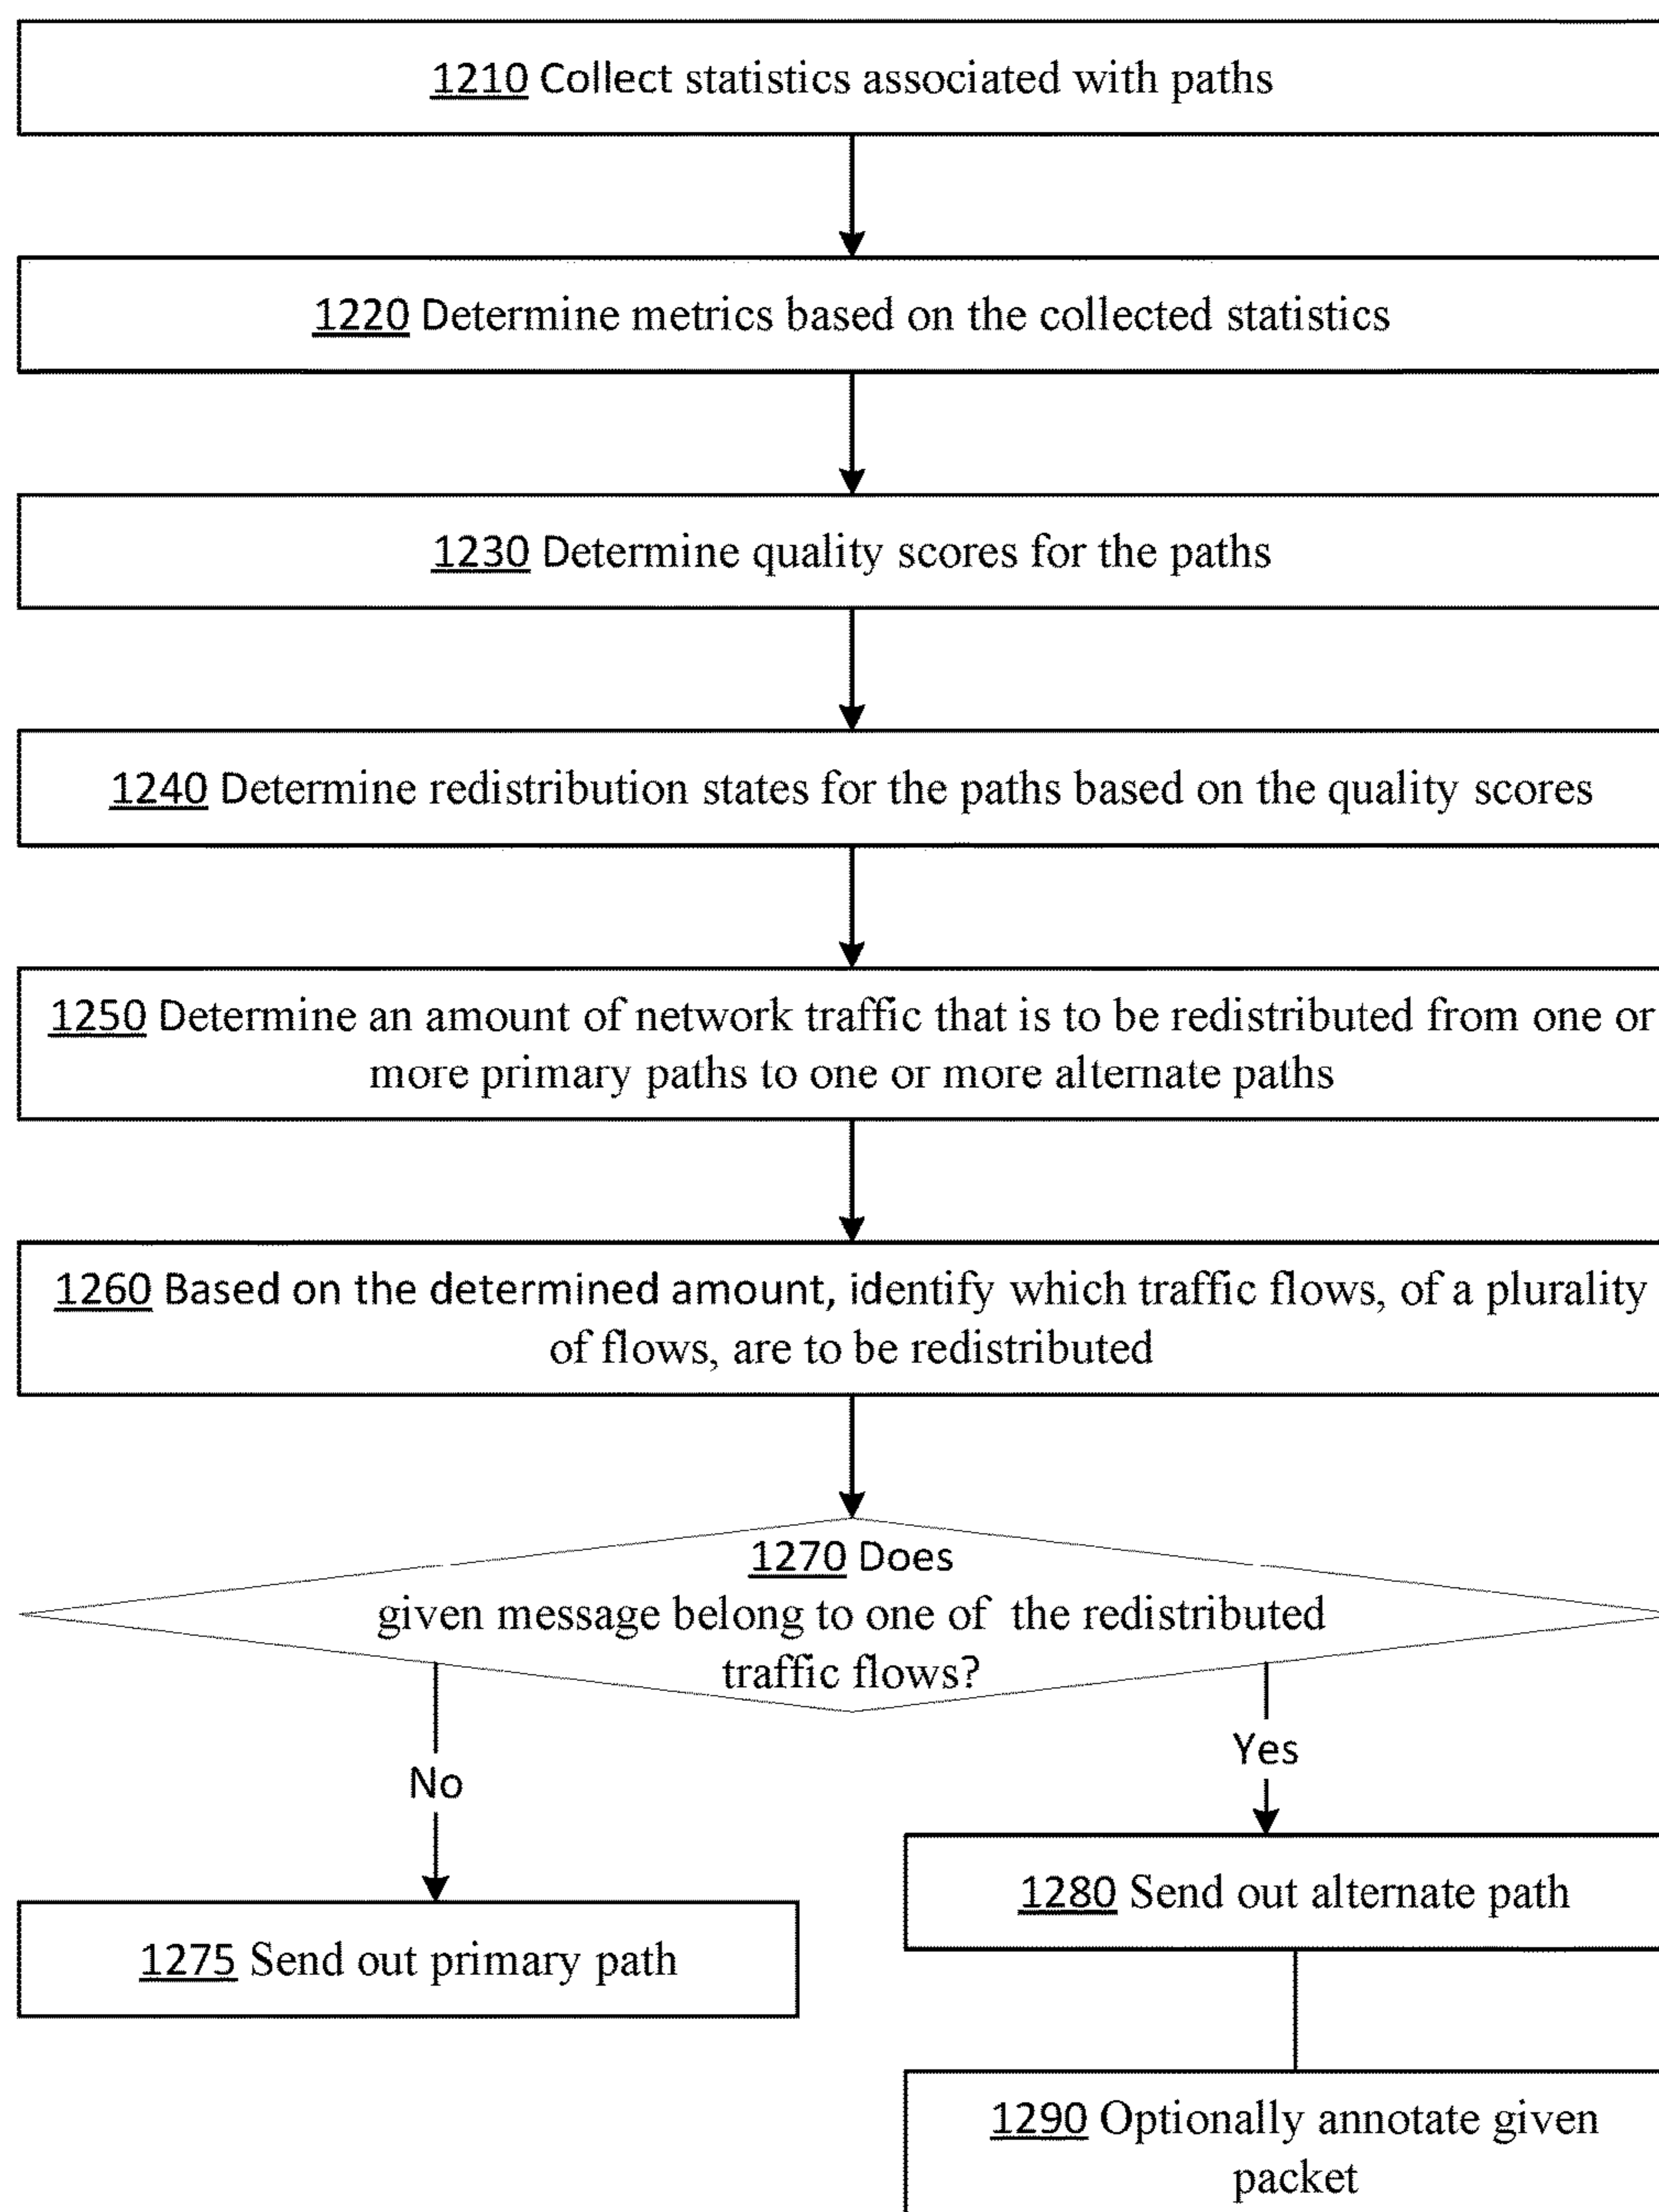 1210 Collect statistics associated with paths
1220 Determine metrics based on the collected statistics
1230 Determine quality scores for the paths
1240 Determine redistribution states for the paths based on the quality scores
1250 Determine an amount of network traffic that is to be redistributed from one or
more primary paths to one or more alternate paths
1260 Based on the determined amount, identify which traffic flows, of a plurality
of flows, are to be redistributed
1270 Does
given message belong to one of the redistributed
traffic flows?
Yes
No
1280 Send out alternate path
1275 Send out primary path
1290 Optionally annotate given
packet